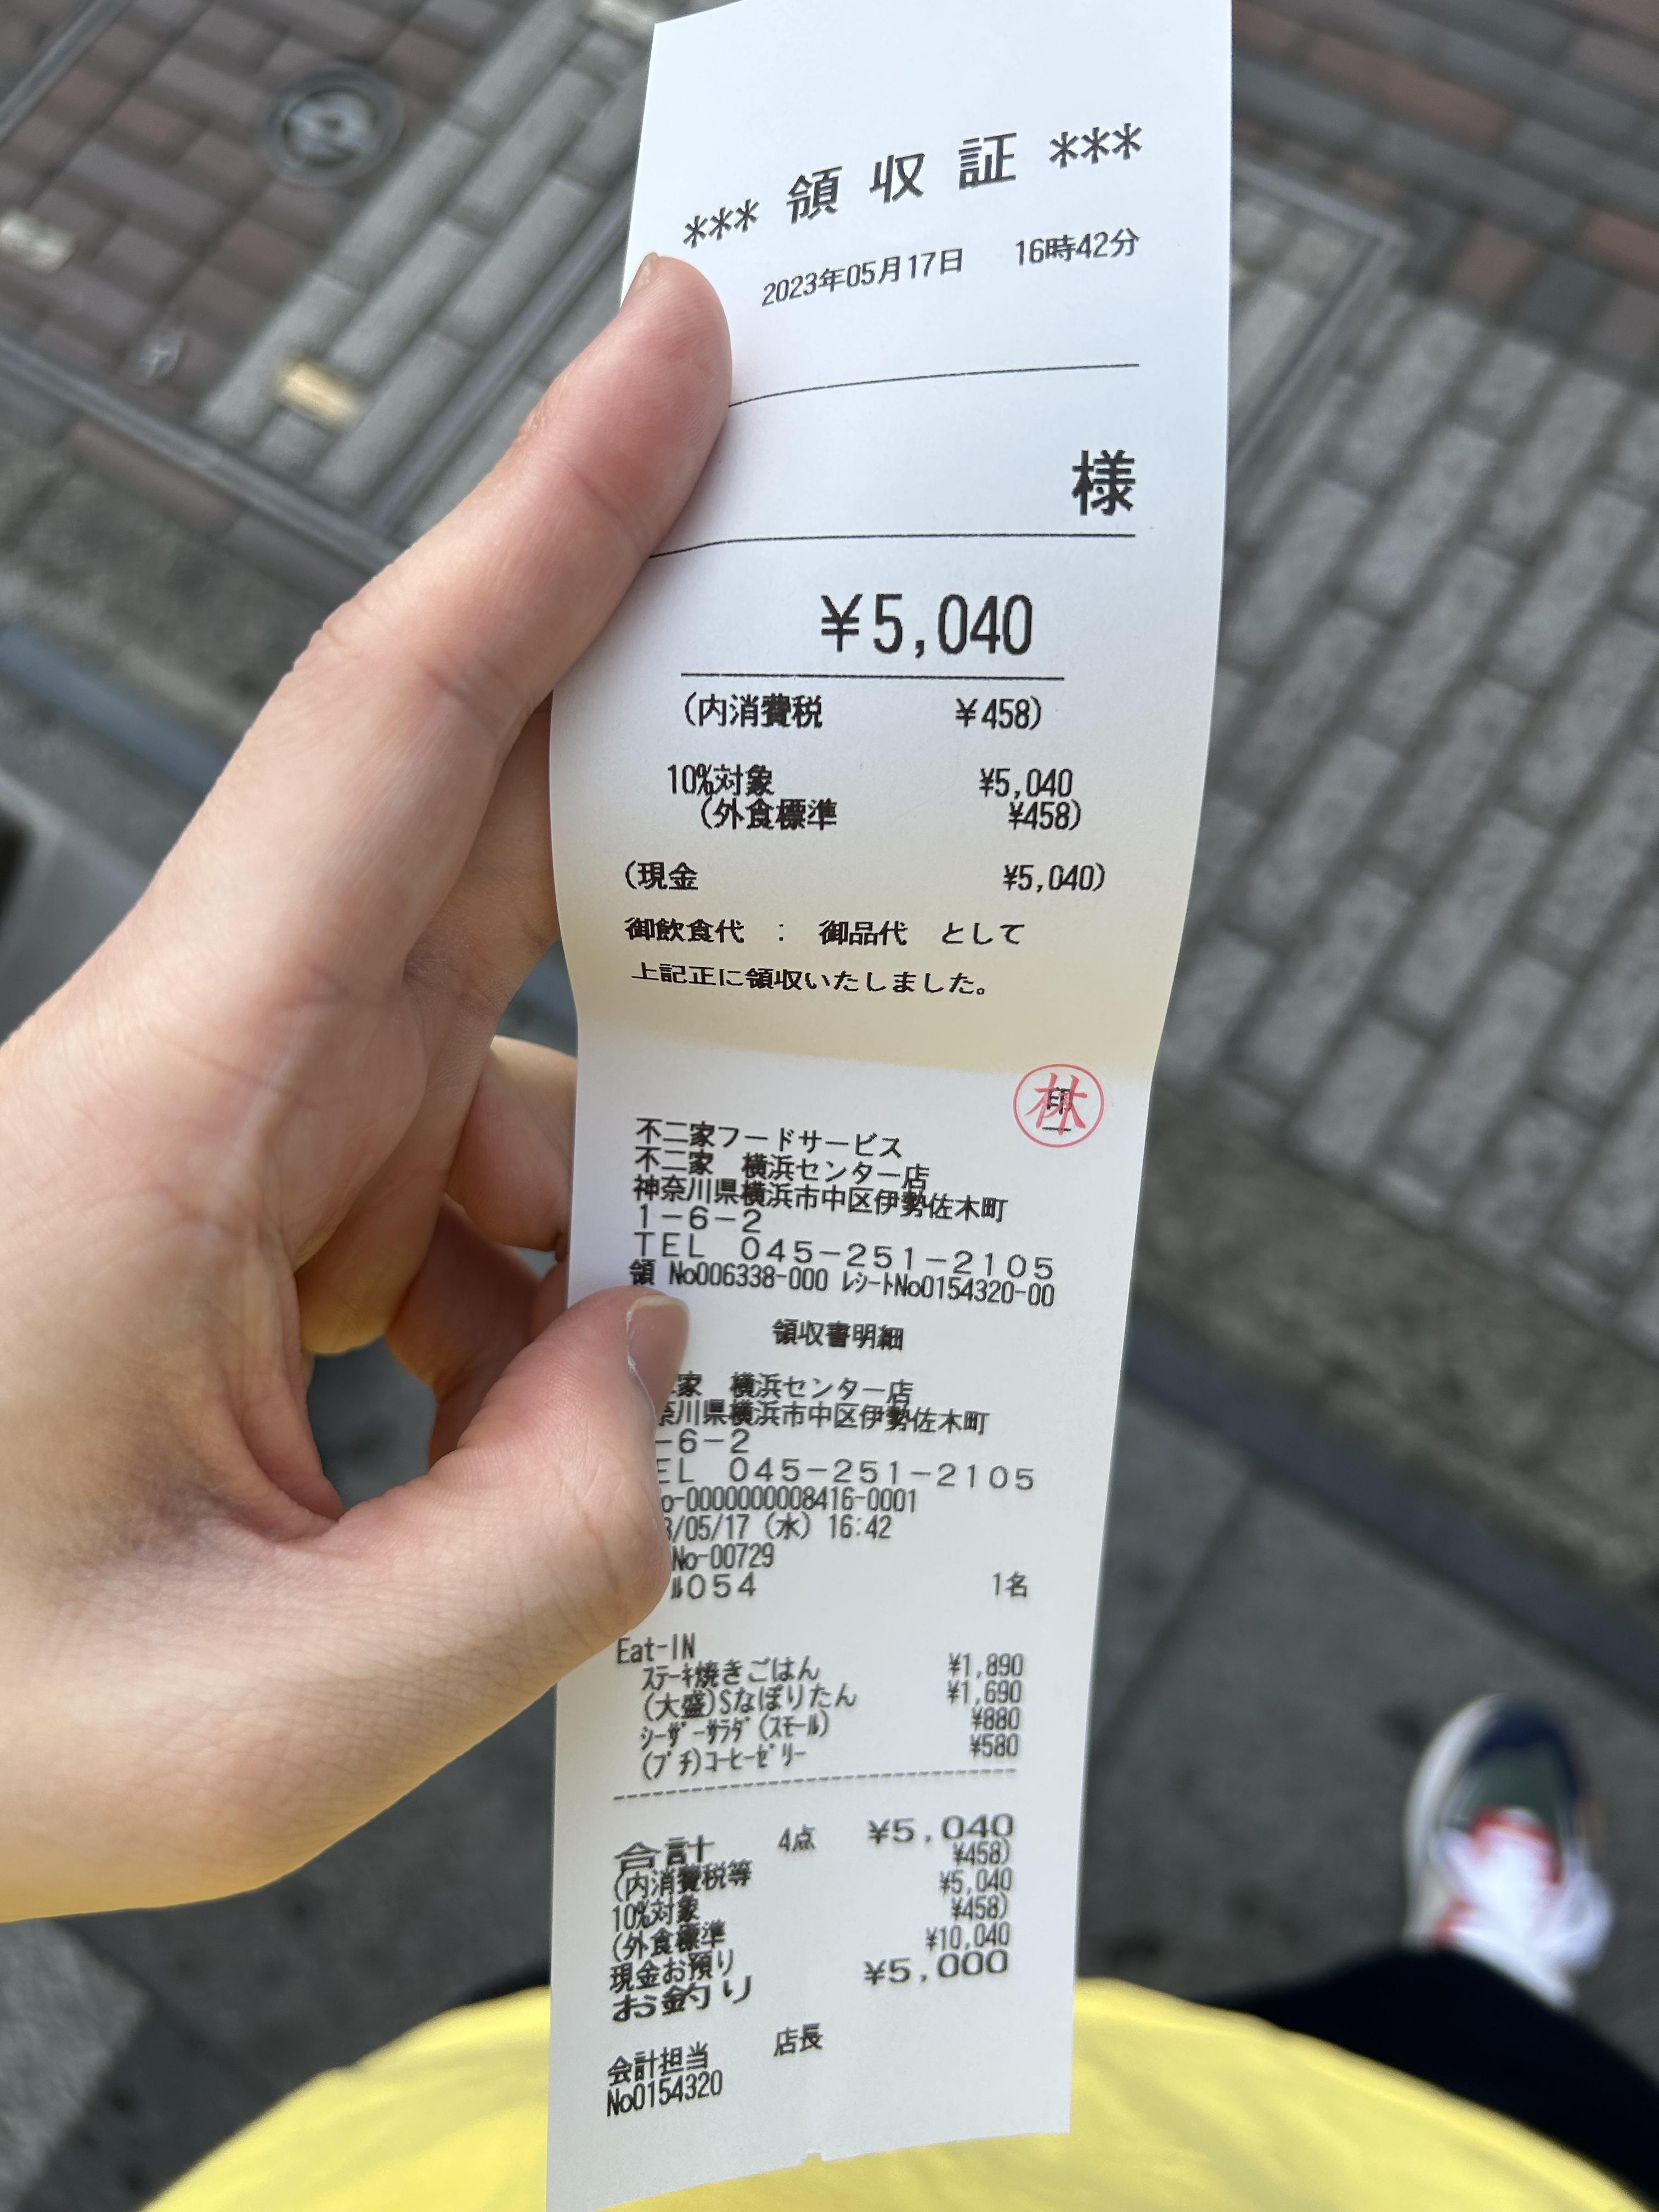 *** 領収証 ***
2023年05月17日 16時42分
様
¥5,040
(内消費税 ¥458)
10%対象 ¥5,040
(外食標準 ¥458)
(現金 ¥5,040)
御飲食代 : 御品代 として
上記正に領収いたしました。
林
不二家フードサービス
不二家 横浜センター店
神奈川県横浜市中区伊勢佐木町
1-6-2
TEL 045-251-2105
領 No006338-000 ﾚｼｰﾄNo0154320-00
領収書明細
家 横浜センター店
奈川県横浜市中区伊勢佐木町
-6-2
EL 045-251-2105
o-0000000008416-0001
3/05/17 (水) 16:42
No-00729
ﾙ054 1名
Eat-IN
ｽﾃｰｷ焼きごはん ¥1,890
(大盛)Sなぽりたん ¥1,690
ｼｰｻﾞｰｻﾗﾀﾞ(ｽﾓｰﾙ) ¥880
(ﾌﾟﾁ)ｺｰﾋｰｾﾞﾘｰ ¥580
合計 4点 ¥5,040
(内消費税等 ¥458)
10%対象 ¥5,040
(外食標準 ¥458)
現金お預り ¥10,040
お釣り ¥5,000
会計担当 店長
No0154320